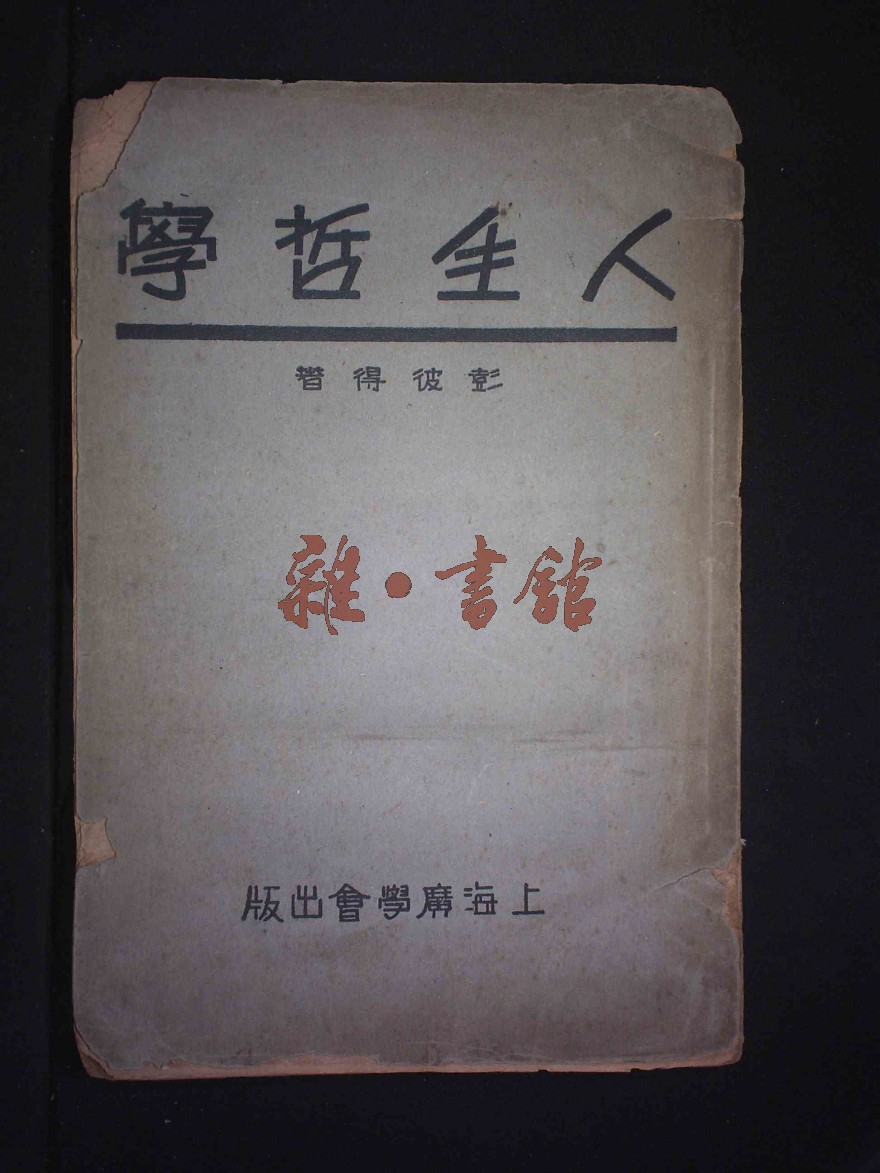 人生哲學
彭彼得著
雜·書館
上海廣學會出版